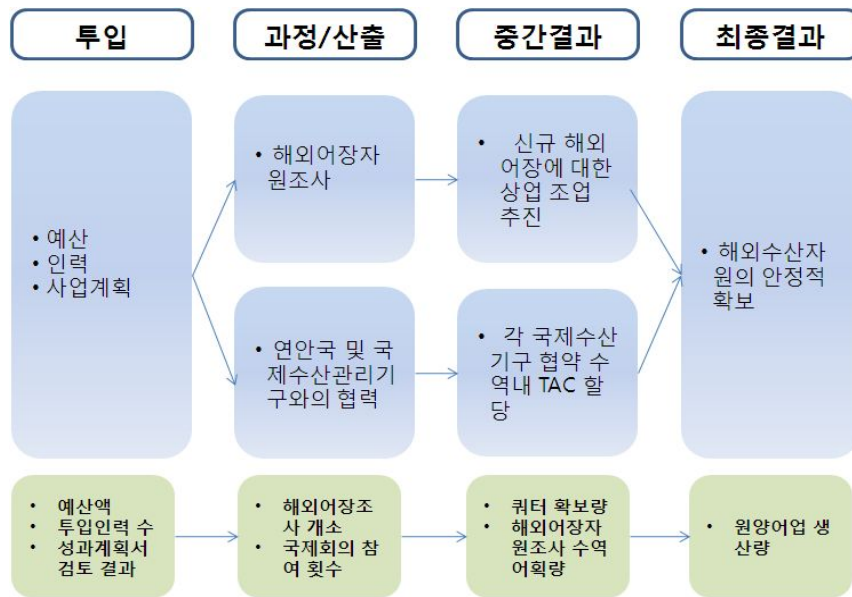 투입
과정/산출
중간결과
최종결과
• 예산
• 인력
• 사업계획
• 해외어장자
원조사
• 신규 해외
어장에 대한
상업 조업
추진
• 연안국 및 국
제수산관리기
구와의 협력
• 각 국제수산
기구 협약 수
역내 TAC 할
당
• 해외수산자
원의 안정적
확보
• 예산액
• 투입인력 수
• 성과계획서
검토 결과
• 해외어장조
사 개소
• 국제회의 참
여 횟수
• 쿼터 확보량
• 해외어장자
원조사 수역
어획량
• 원양어업 생
산량